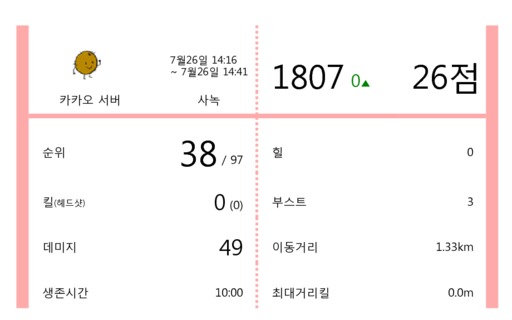 7월26일 14:16
~ 7월26일 14:41
카카오 서버
사녹
1807 0▲
26점
순위 38 / 97
힐 0
킬(헤드샷) 0 (0)
부스트 3
데미지 49
이동거리 1.33km
생존시간 10:00
최대거리킬 0.0m